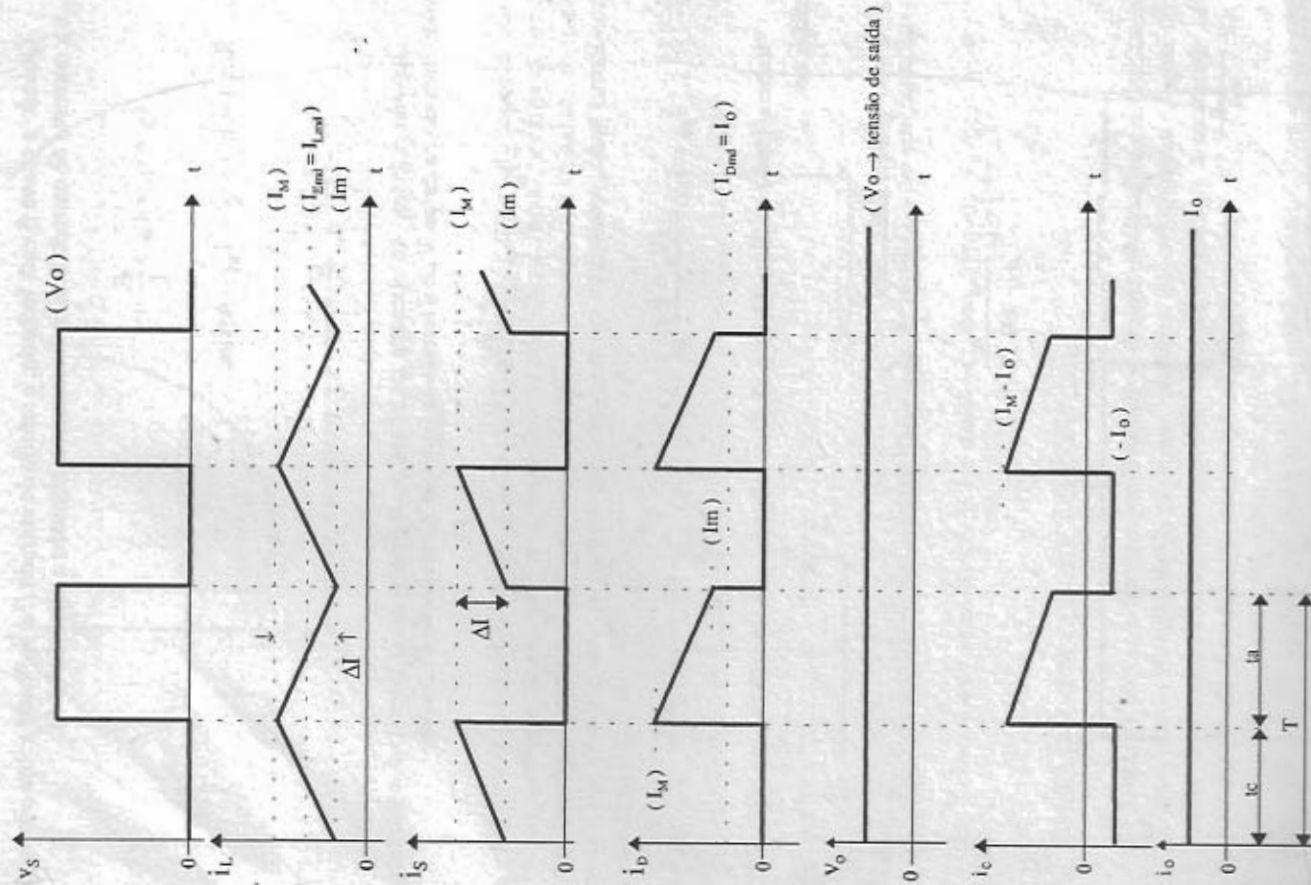 v_S
( Vo )
0
t
i_L
( I_M )
( I_Emd = I_Lmd )
( Im )
ΔI
0
t
i_S
( I_M )
( Im )
ΔI
0
t
i_D
( I_M )
( Im )
( I_Dmd = I_O )
0
t
V_o
( Vo → tensão de saída )
0
t
i_c
( I_M - I_O )
( - I_O )
0
t
i_o
I_o
0
t
tc
ta
T